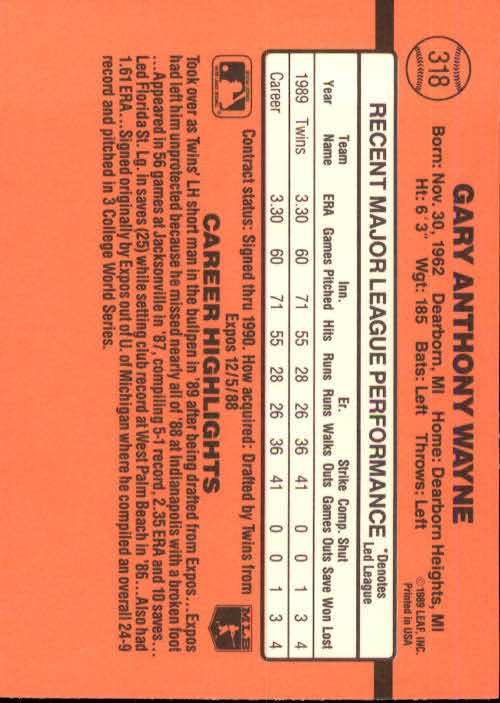 318
GARY ANTHONY WAYNE
Born: Nov. 30, 1962 Dearborn, MI Home: Dearborn Heights, MI
Ht: 6' 3" Wgt: 185 Bats: Left Throws: Left
©1989 LEAF, INC.
Printed in USA
RECENT MAJOR LEAGUE PERFORMANCE *Denotes
Led League
Team Inn. Er. Strike Comp. Shut
Year Name ERA Games Pitched Hits Runs Runs Walks Outs Games Outs Save Won Lost
1989 Twins 3.30 60 71 55 28 26 36 41 0 0 1 3 4
Career 3.30 60 71 55 28 26 36 41 0 0 1 3 4
Contract status: Signed thru 1990. How acquired: Drafted by Twins from
Expos 12/5/88
MLB
CAREER HIGHLIGHTS
Took over as Twins' LH short man in the bullpen in '89 after being drafted from Expos...Expos
had left him unprotected because he missed nearly all of '88 at Indianapolis with a broken foot
...Appeared in 56 games at Jacksonville in '87, compiling 5-1 record, 2.35 ERA and 10 saves...
Led Florida St. Lg. in saves (25) while setting club record at West Palm Beach in '86...Also had
1.61 ERA...Signed originally by Expos out of U. of Michigan where he compiled an overall 24-9
record and pitched in 3 College World Series.